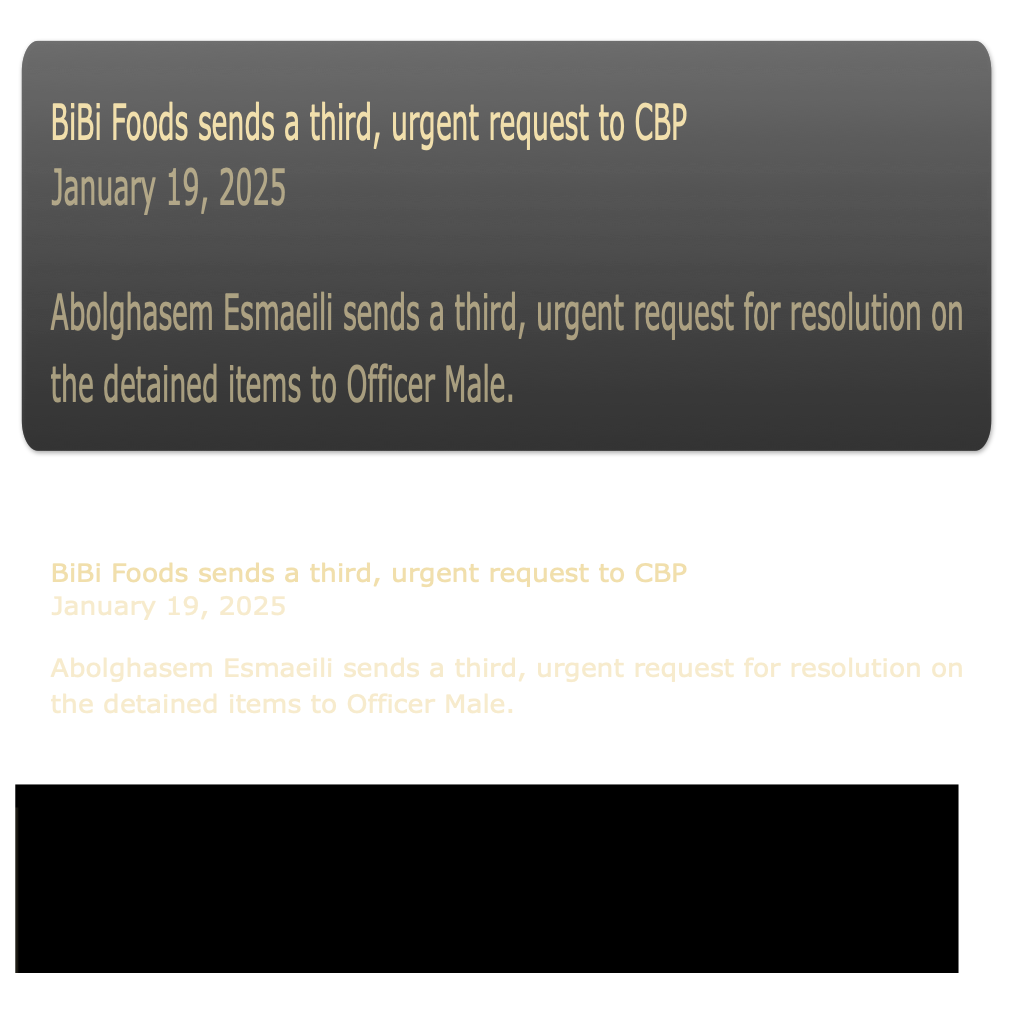 BiBi Foods sends a third, urgent request to CBP
January 19, 2025
Abolghasem Esmaeili sends a third, urgent request for resolution on
the detained items to Officer Male.
BiBi Foods sends a third, urgent request to CBP
January 19, 2025
Abolghasem Esmaeili sends a third, urgent request for resolution on
the detained items to Officer Male.